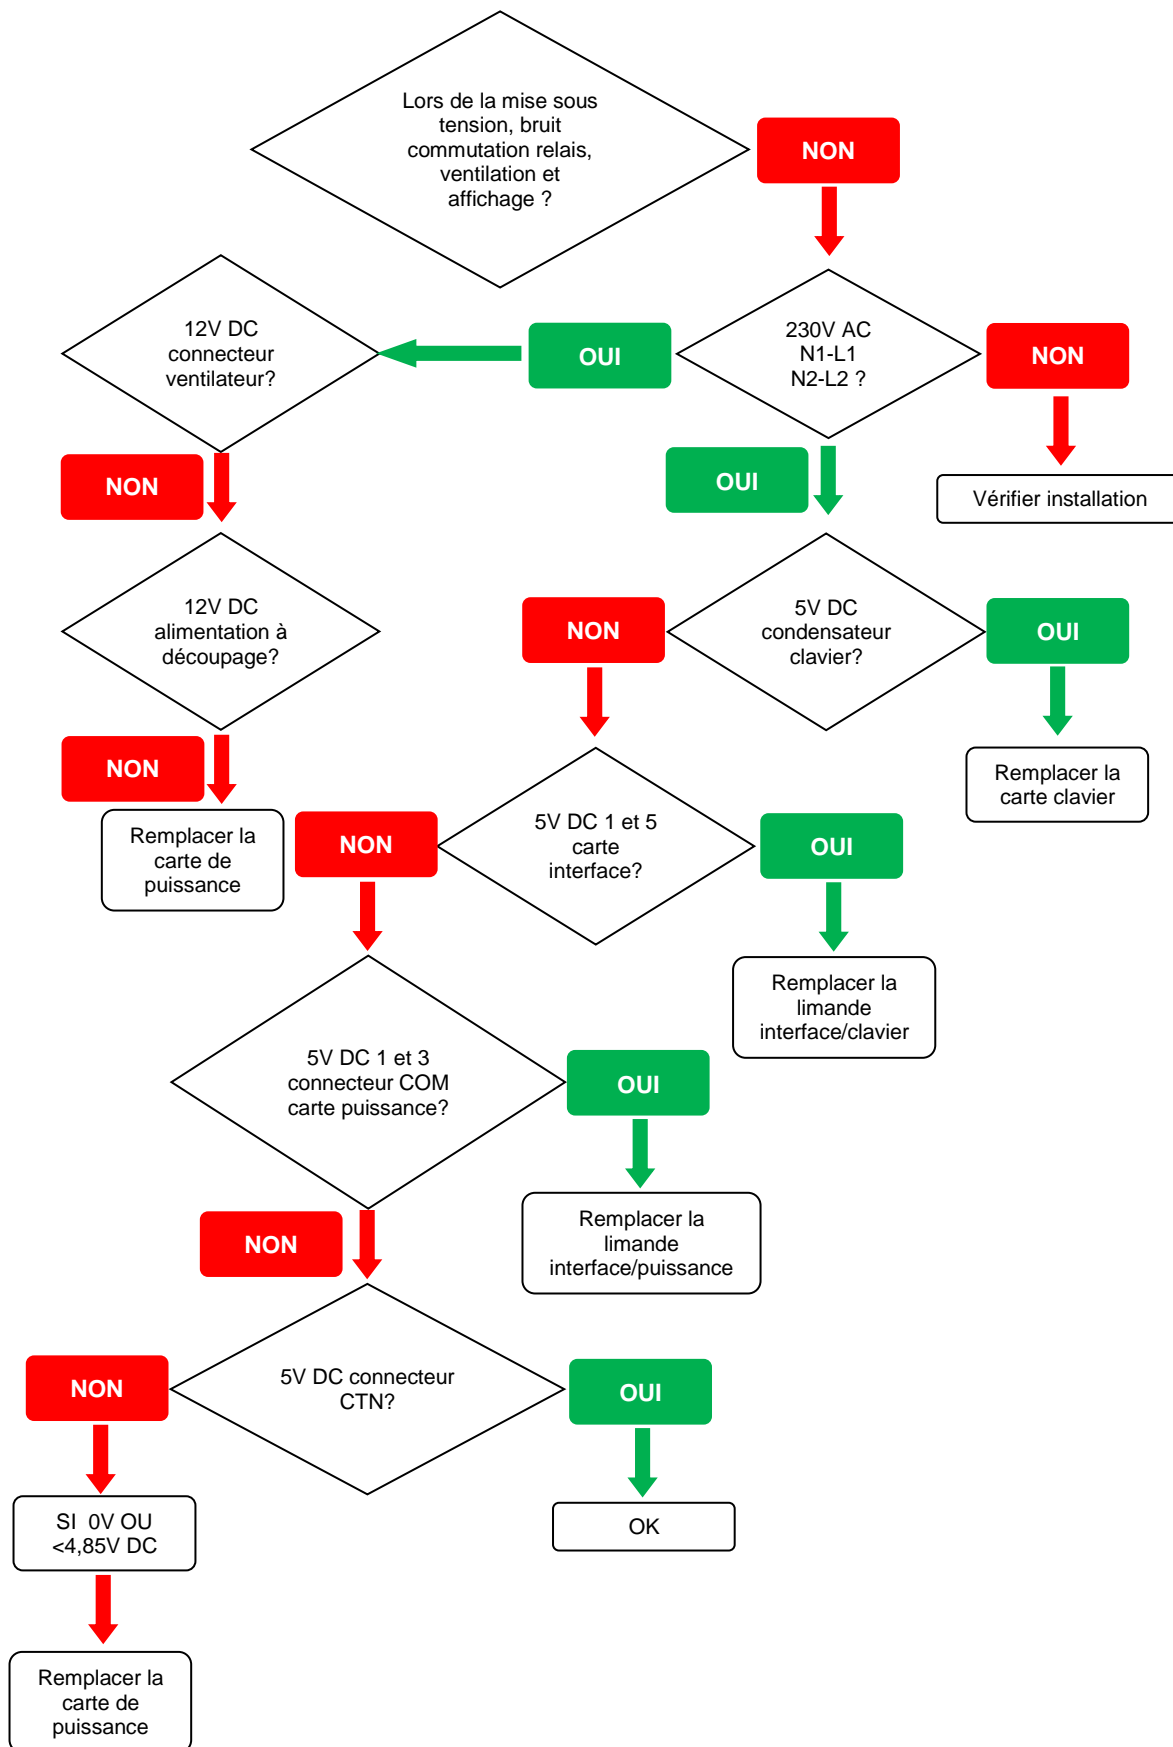 Lors de la mise sous
tension, bruit
commutation relais,
ventilation et
affichage ?
NON
12V DC
connecteur
ventilateur?
OUI
230V AC
N1-L1
N2-L2 ?
NON
NON
OUI
Vérifier installation
12V DC
alimentation à
découpage?
NON
5V DC
condensateur
clavier?
OUI
NON
Remplacer la
carte de
puissance
Remplacer la
carte clavier
NON
5V DC 1 et 5
carte
interface?
OUI
Remplacer la
limande
interface/clavier
5V DC 1 et 3
connecteur COM
carte puissance?
OUI
NON
Remplacer la
limande
interface/puissance
NON
5V DC connecteur
CTN?
OUI
SI  0V OU
<4,85V DC
OK
Remplacer la
carte de
puissance